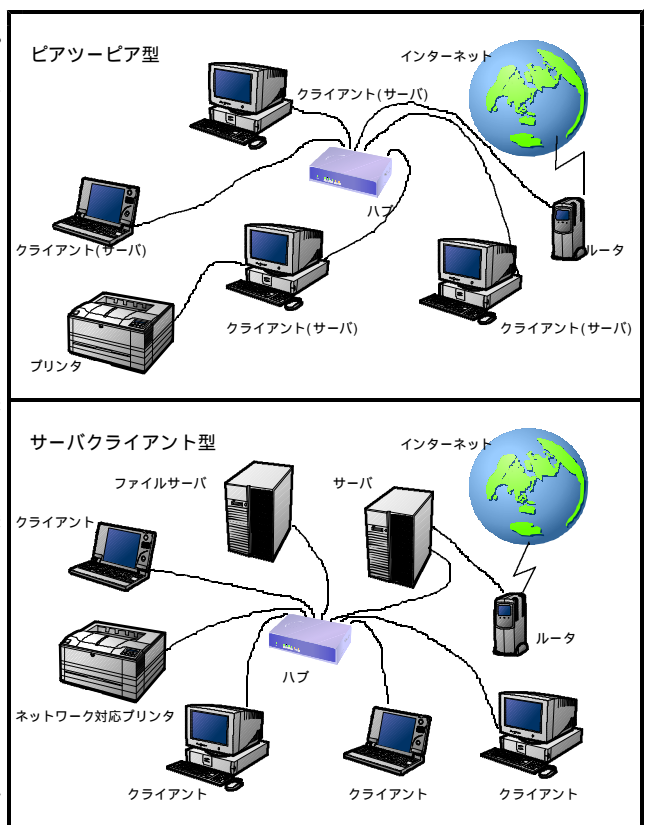 ピアツーピア型
インターネット
クライアント(サーバ)
ハブ
クライアント(サーバ)
ルータ
クライアント(サーバ)
クライアント(サーバ)
プリンタ
サーバクライアント型
インターネット
ファイルサーバ
サーバ
クライアント
ルータ
ハブ
ネットワーク対応プリンタ
クライアント
クライアント
クライアント